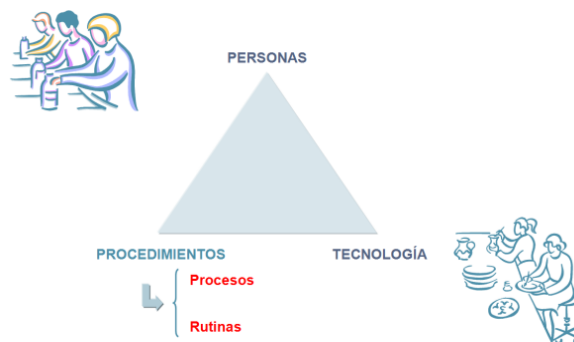 PERSONAS
PROCEDIMIENTOS
TECNOLOGÍA
Procesos
Rutinas